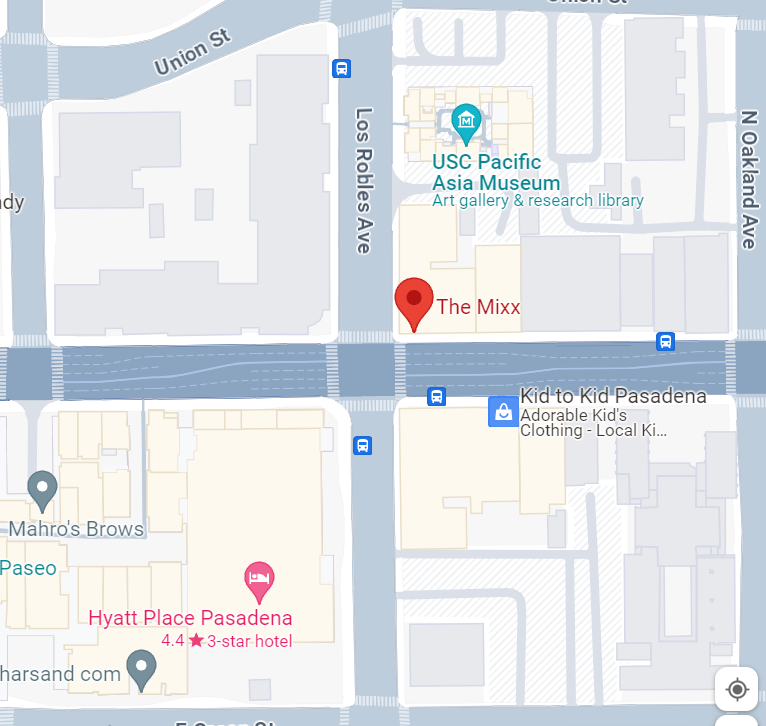 Union St
Union St
Los Robles Ave
N Oakland Ave
USC Pacific
Asia Museum
Art gallery & research library
dy
The Mixx
Kid to Kid Pasadena
Adorable Kid's
Clothing - Local Ki...
Mahro's Brows
Paseo
Hyatt Place Pasadena
4.4 ★ 3-star hotel
harsand com